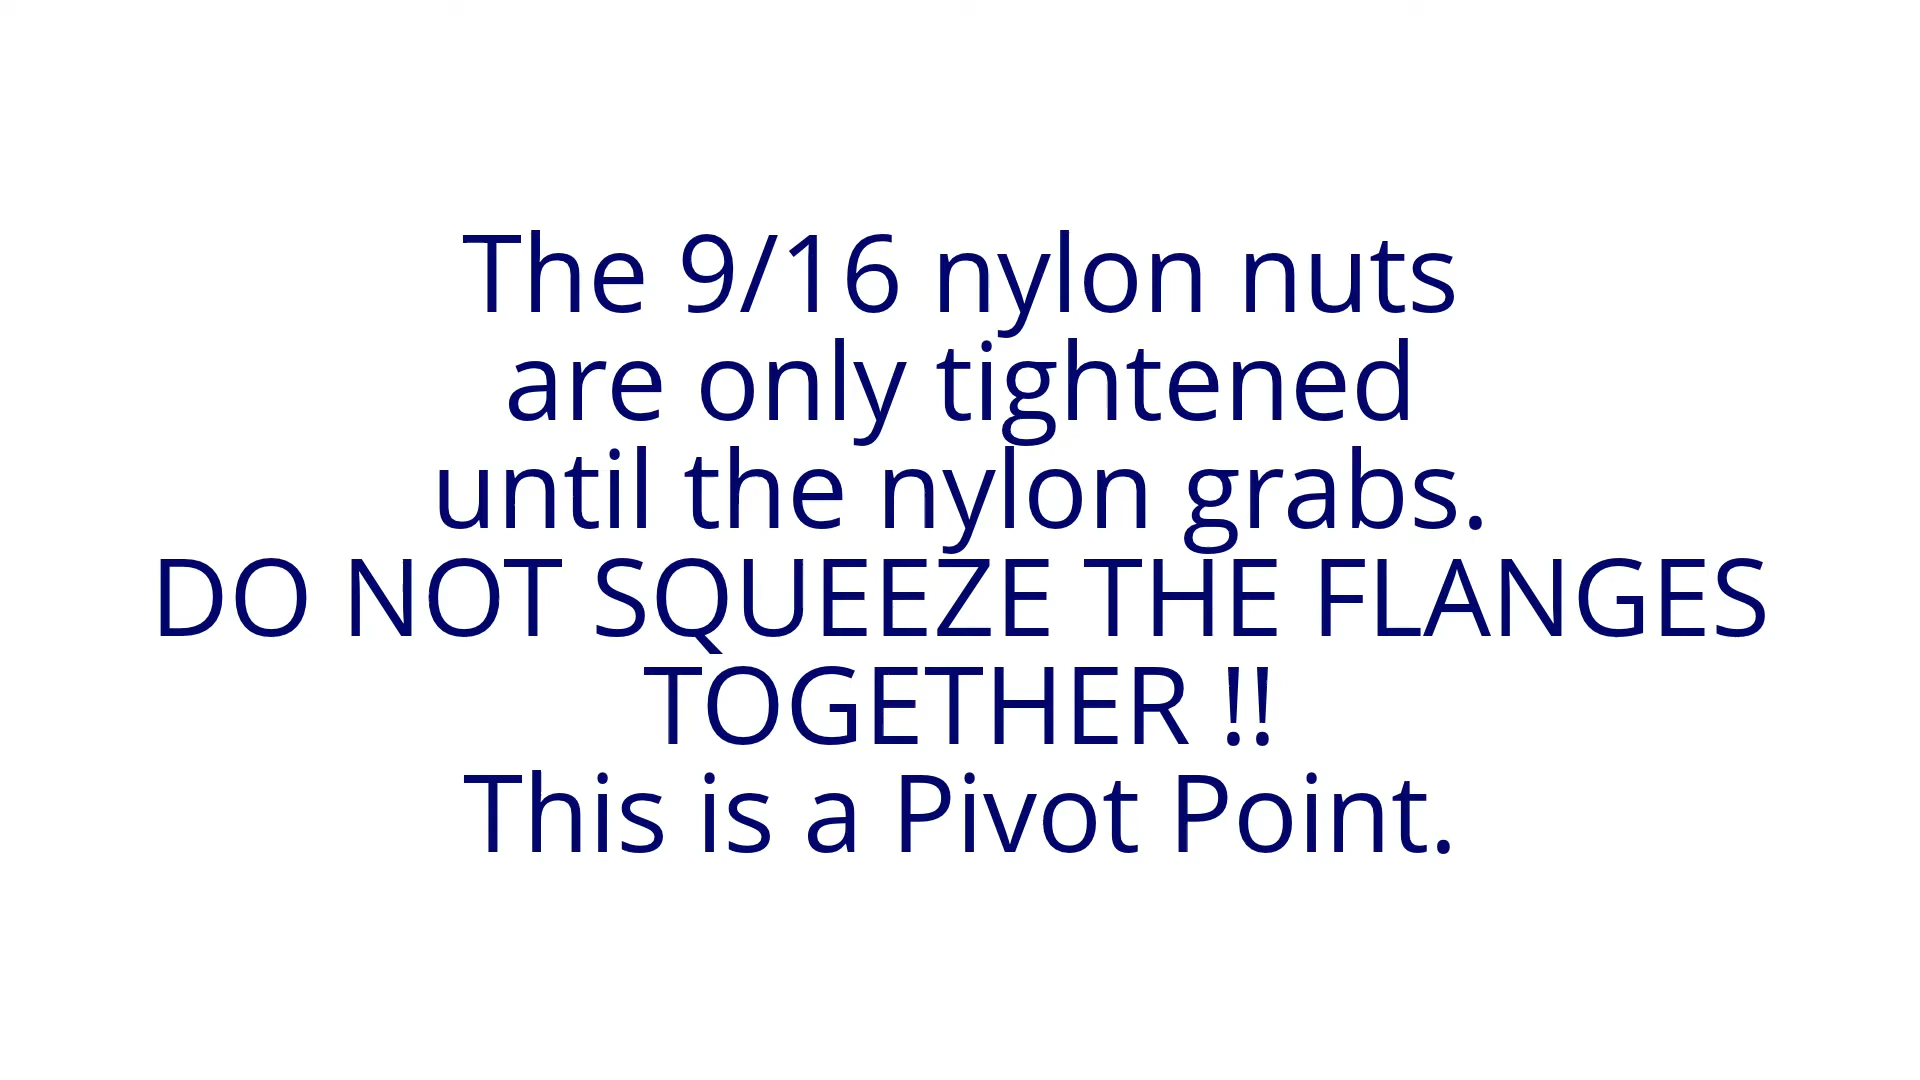 The 9/16 nylon nuts
are only tightened
until the nylon grabs.
DO NOT SQUEEZE THE FLANGES
TOGETHER !!
This is a Pivot Point.